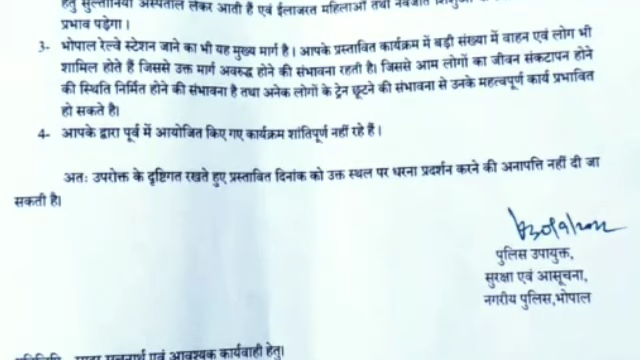 हेतु सुल्तानिया अस्पताल लेकर आती हैं एवं ईलाजरत महिलाओं तथा नवजात
प्रभाव पड़ेगा।
3- भोपाल रेल्वे स्टेशन जाने का भी यह मुख्य मार्ग है। आपके प्रस्तावित कार्यक्रम में बड़ी संख्या में वाहन एवं लोग भी
शामिल होते हैं जिससे उक्त मार्ग अवरुद्ध होने की संभावना रहती है। जिससे आम लोगों का जीवन संकटापन होने
की स्थिति निर्मित होने की संभावना है तथा अनेक लोगों के ट्रेन छूटने की संभावना से उनके महत्वपूर्ण कार्य प्रभावित
हो सकते है।
4- आपके द्वारा पूर्व में आयोजित किए गए कार्यक्रम शांतिपूर्ण नहीं रहे हैं।
अतः उपरोक्त के दृष्टिगत रखते हुए प्रस्तावित दिनांक को उक्त स्थल पर धरना प्रदर्शन करने की अनापत्ति नहीं दी जा
सकती है।
पुलिस उपायुक्त,
सुरक्षा एवं आसूचना,
नगरीय पुलिस,भोपाल
एवं आवश्यक कार्यवाही हेतु।